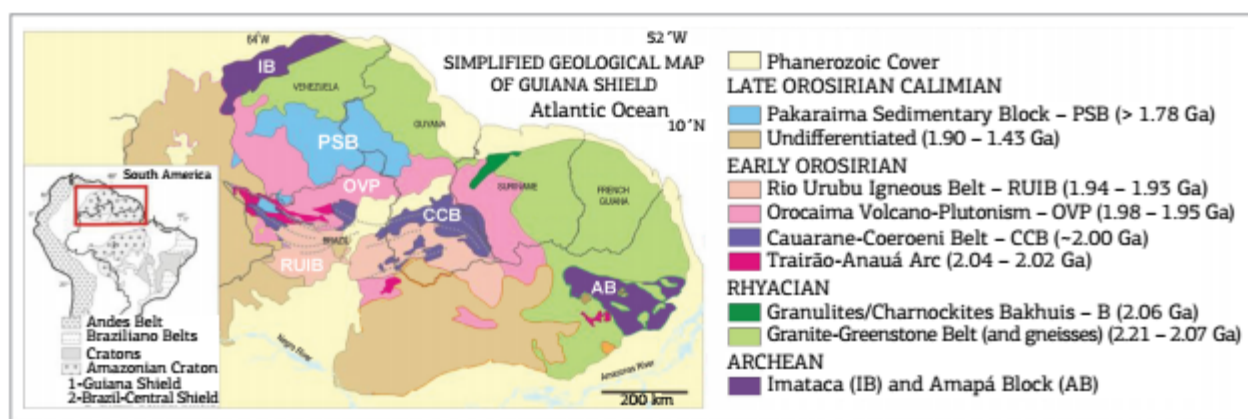 64°W
52°W
SIMPLIFIED GEOLOGICAL MAP
OF GUIANA SHIELD
Atlantic Ocean
10°N
IB
VENEZUELA
GUYANA
PSB
OVP
SURINAME
FRENCH
GUIANA
CCB
BRAZIL
RUIB
AB
Negro River
Amazonas River
200 km
South America
Andes Belt
Braziliano Belts
Cratons
Amazonian Craton
1-Guiana Shield
2-Brazil-Central Shield
Phanerozoic Cover
LATE OROSIRIAN CALIMIAN
Pakaraima Sedimentary Block – PSB (> 1.78 Ga)
Undifferentiated (1.90 – 1.43 Ga)
EARLY OROSIRIAN
Rio Urubu Igneous Belt – RUIB (1.94 – 1.93 Ga)
Orocaima Volcano-Plutonism – OVP (1.98 – 1.95 Ga)
Cauarane-Coeroeni Belt – CCB (~2.00 Ga)
Trairão-Anauá Arc (2.04 – 2.02 Ga)
RHYACIAN
Granulites/Charnockites Bakhuis – B (2.06 Ga)
Granite-Greenstone Belt (and gneisses) (2.21 – 2.07 Ga)
ARCHEAN
Imataca (IB) and Amapá Block (AB)